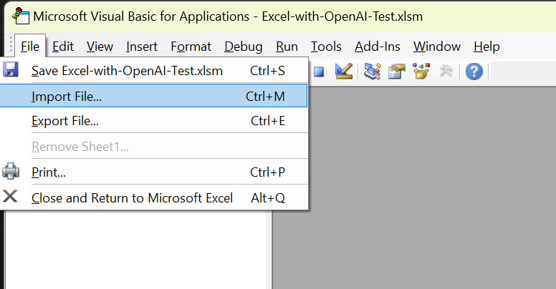 Microsoft Visual Basic for Applications - Excel-with-OpenAI-Test.xlsm
File Edit View Insert Format Debug Run Tools Add-Ins Window Help
Save Excel-with-OpenAI-Test.xlsm Ctrl+S
Import File... Ctrl+M
Export File... Ctrl+E
Remove Sheet1...
Print... Ctrl+P
Close and Return to Microsoft Excel Alt+Q